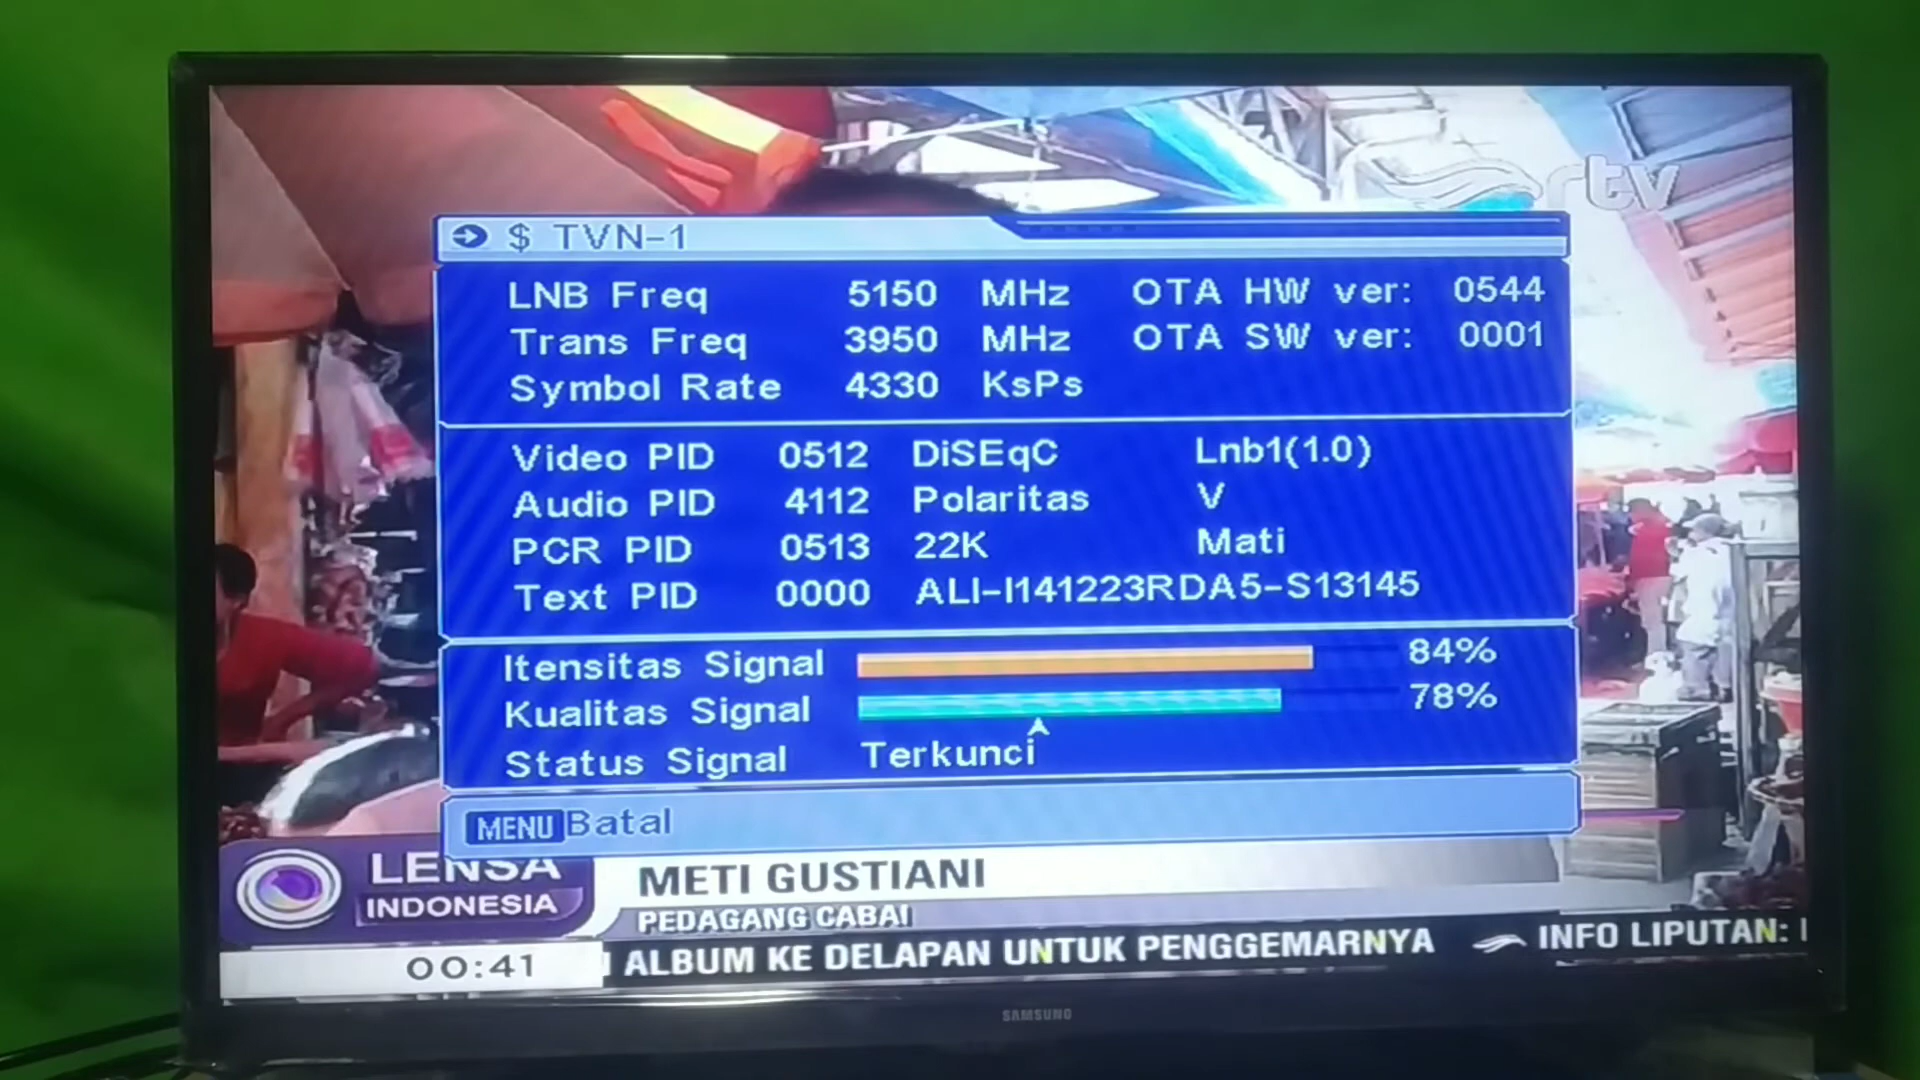 rtv
$ TVN-1
LNB Freq 5150 MHz OTA HW ver: 0544
Trans Freq 3950 MHz OTA SW ver: 0001
Symbol Rate 4330 KsPs
Video PID 0512 DiSEqC Lnb1(1.0)
Audio PID 4112 Polaritas V
PCR PID 0513 22K Mati
Text PID 0000 ALI-I141223RDA5-S13145
Itensitas Signal 84%
Kualitas Signal 78%
Status Signal Terkunci
MENU Batal
LENSA
INDONESIA
METI GUSTIANI
PEDAGANG CABAI
00:41 ALBUM KE DELAPAN UNTUK PENGGEMARNYA INFO LIPUTAN:
SAMSUNG